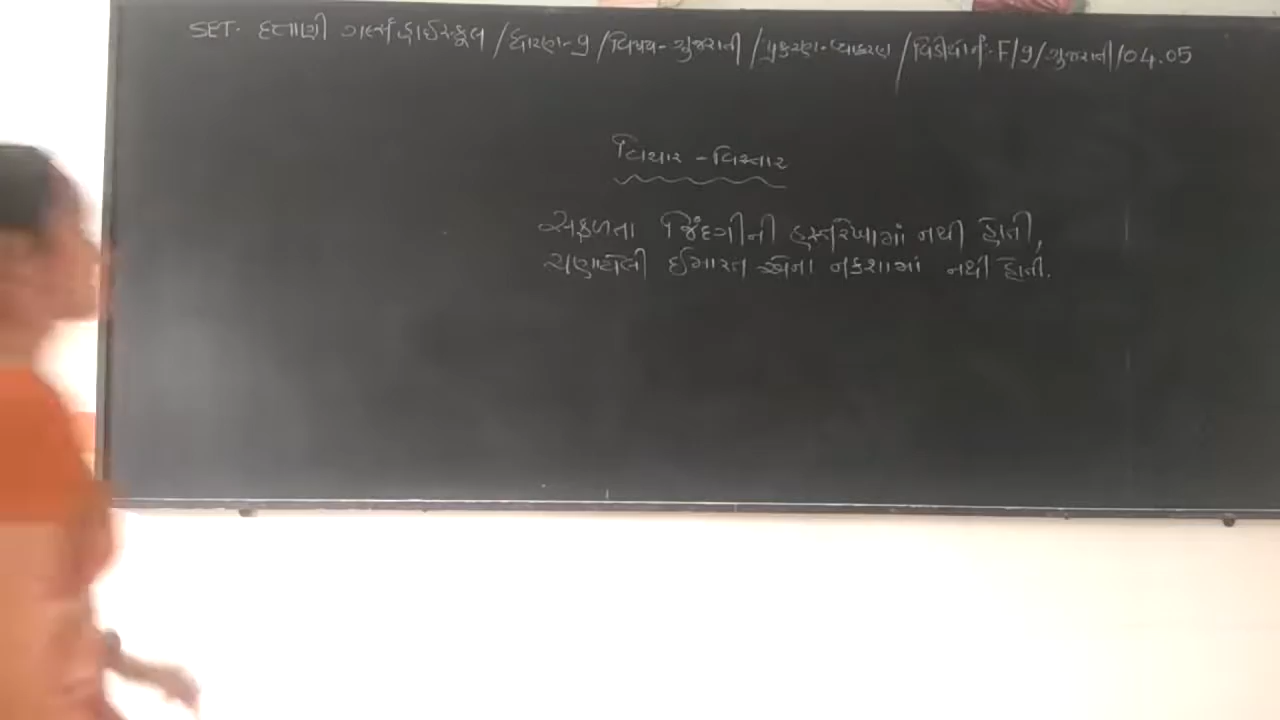 SET. દતાણી ગર્લ્સ હાઈસ્કૂલ / ધોરણ-9 / વિષય-ગુજરાતી / પ્રકરણ-વ્યાકરણ / વિડીયો નં-F/9/ગુજરાતી/04.05
વિચાર-વિસ્તાર
સફળતા જિંદગીની હસ્તરેખામાં નથી હોતી,
ચણાયેલી ઈમારત એના નકશામાં નથી હોતી.